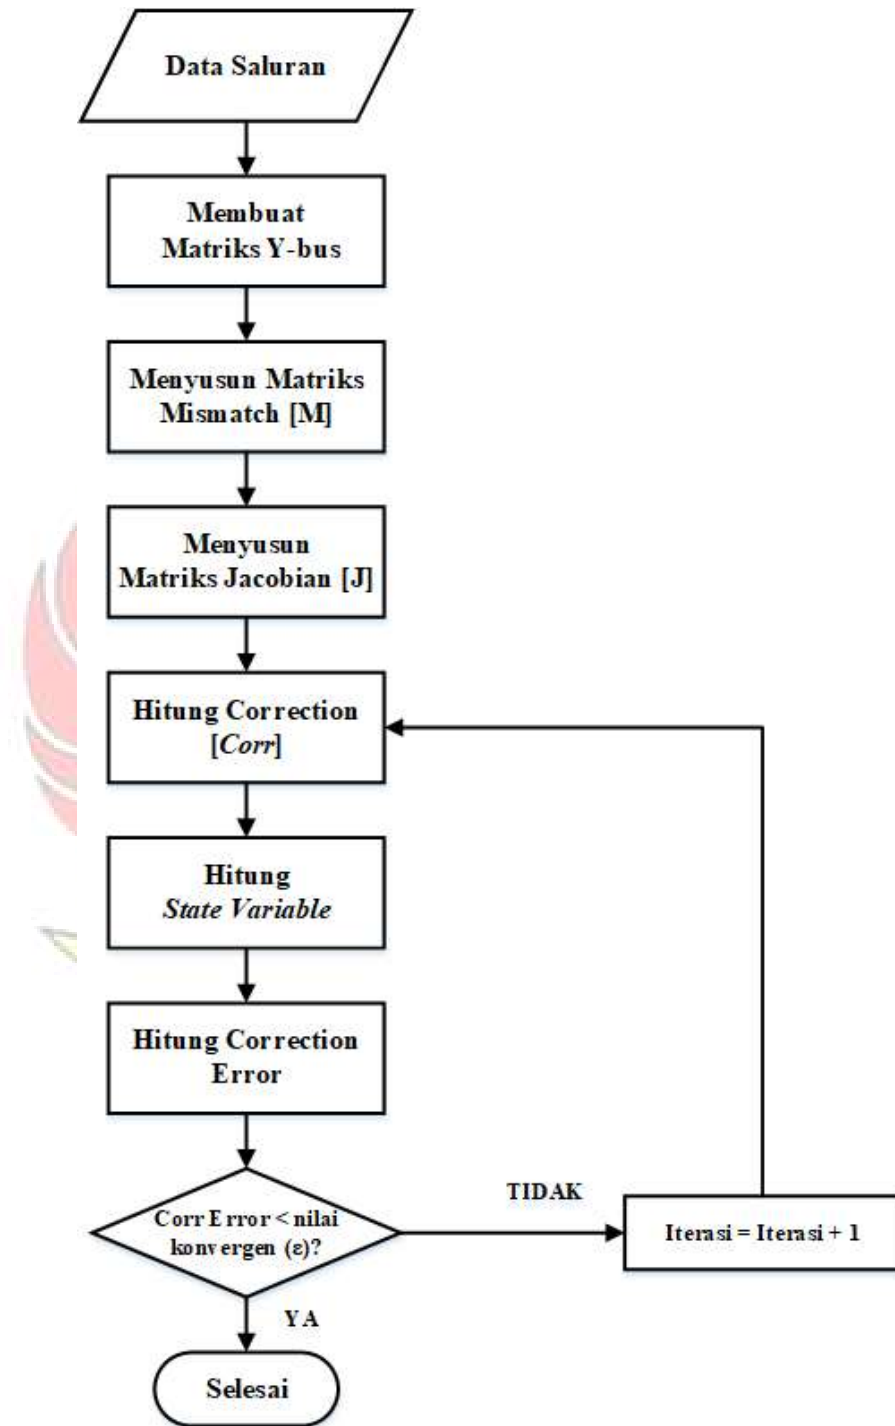 Data Saluran
Membuat
Matriks Y-bus
Menyusun Matriks
Mismatch [M]
Menyusun
Matriks Jacobian [J]
Hitung Correction
[Corr]
Hitung
State Variable
Hitung Correction
Error
Corr Error < nilai
konvergen (ε)?
TIDAK
Iterasi = Iterasi + 1
YA
Selesai